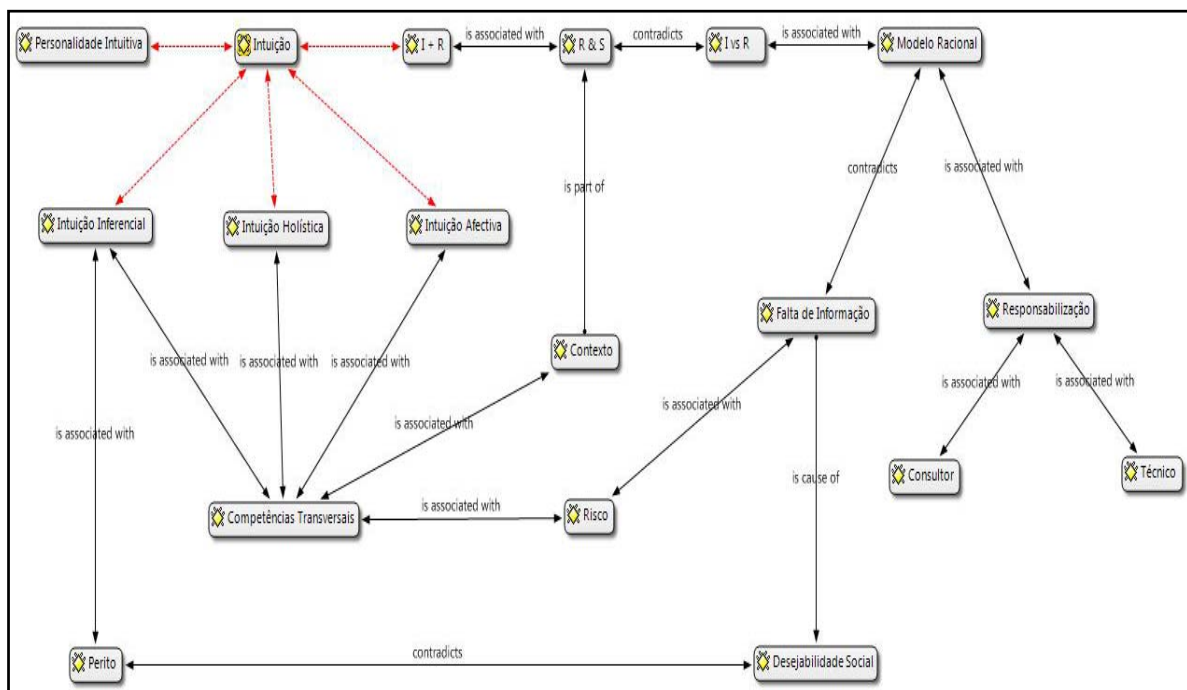 Personalidade Intuitiva
Intuição
I + R
is associated with
R & S
contradicts
I vs R
is associated with
Modelo Racional
contradicts
is associated with
is part of
Intuição Inferencial
Intuição Holística
Intuição Afectiva
Falta de Informação
Responsabilização
Contexto
is associated with
is associated with
is associated with
is associated with
is associated with
is associated with
is associated with
is associated with
is cause of
Consultor
Técnico
Competências Transversais
is associated with
Risco
Perito
contradicts
Desejabilidade Social